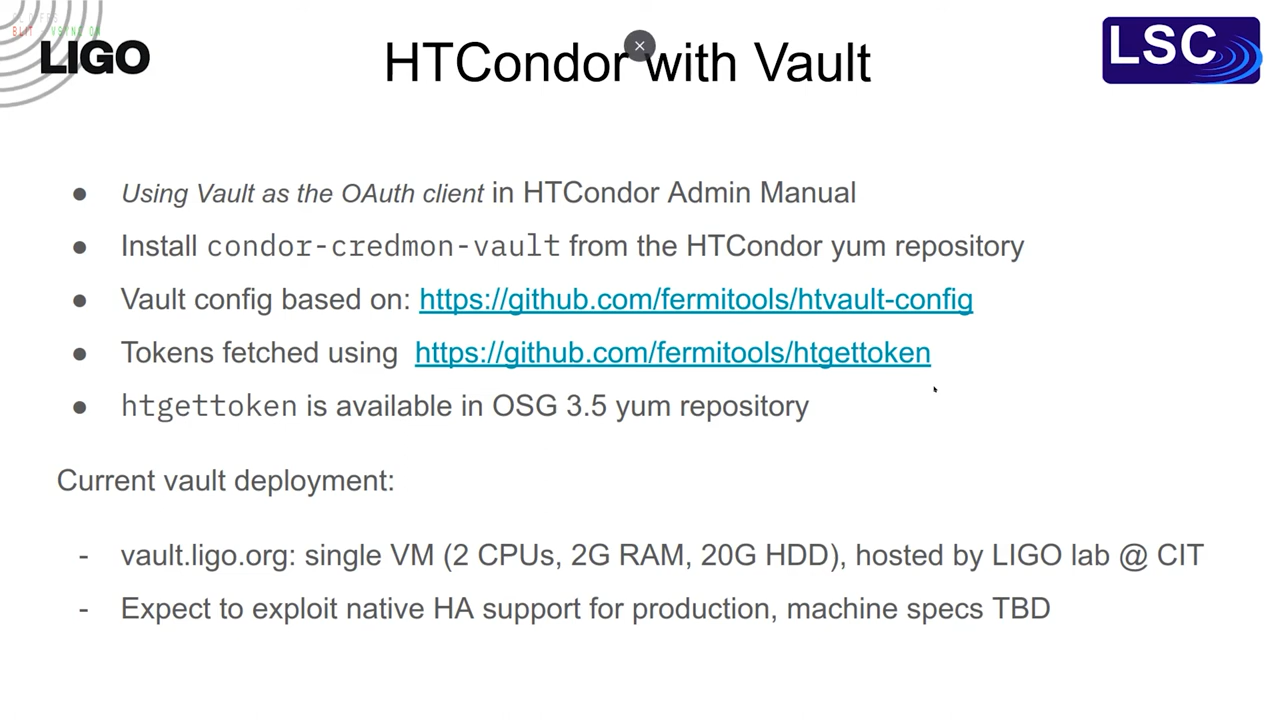 LIGO
HTCondor with Vault
LSC
● Using Vault as the OAuth client in HTCondor Admin Manual
● Install condor-credmon-vault from the HTCondor yum repository
● Vault config based on: https://github.com/fermitools/htvault-config
● Tokens fetched using https://github.com/fermitools/htgettoken
● htgettoken is available in OSG 3.5 yum repository
Current vault deployment:
- vault.ligo.org: single VM (2 CPUs, 2G RAM, 20G HDD), hosted by LIGO lab @ CIT
- Expect to exploit native HA support for production, machine specs TBD